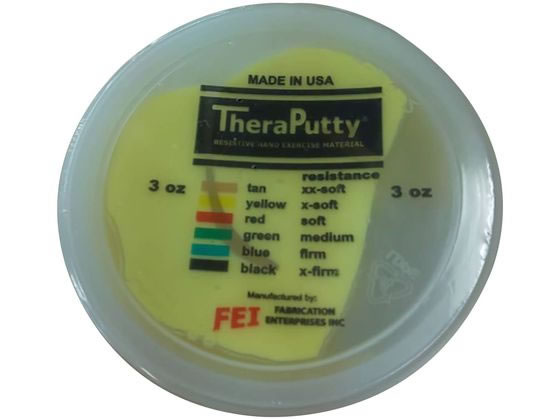 MADE IN USA
TheraPutty®
RESISTIVE HAND EXERCISE MATERIAL
resistance
3 oz
3 oz
tan xx-soft
yellow x-soft
red soft
green medium
blue firm
black x-firm
Manufactured by:
FEI FABRICATION
ENTERPRISES INC